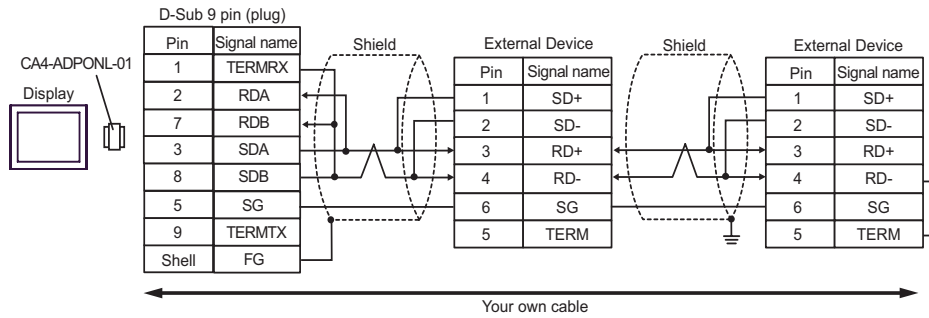 D-Sub 9 pin (plug)
CA4-ADPONL-01
Display
Pin Signal name
1 TERMRX
2 RDA
7 RDB
3 SDA
8 SDB
5 SG
9 TERMTX
Shell FG
Shield
External Device
Pin Signal name
1 SD+
2 SD-
3 RD+
4 RD-
6 SG
5 TERM
Shield
External Device
Pin Signal name
1 SD+
2 SD-
3 RD+
4 RD-
6 SG
5 TERM
Your own cable